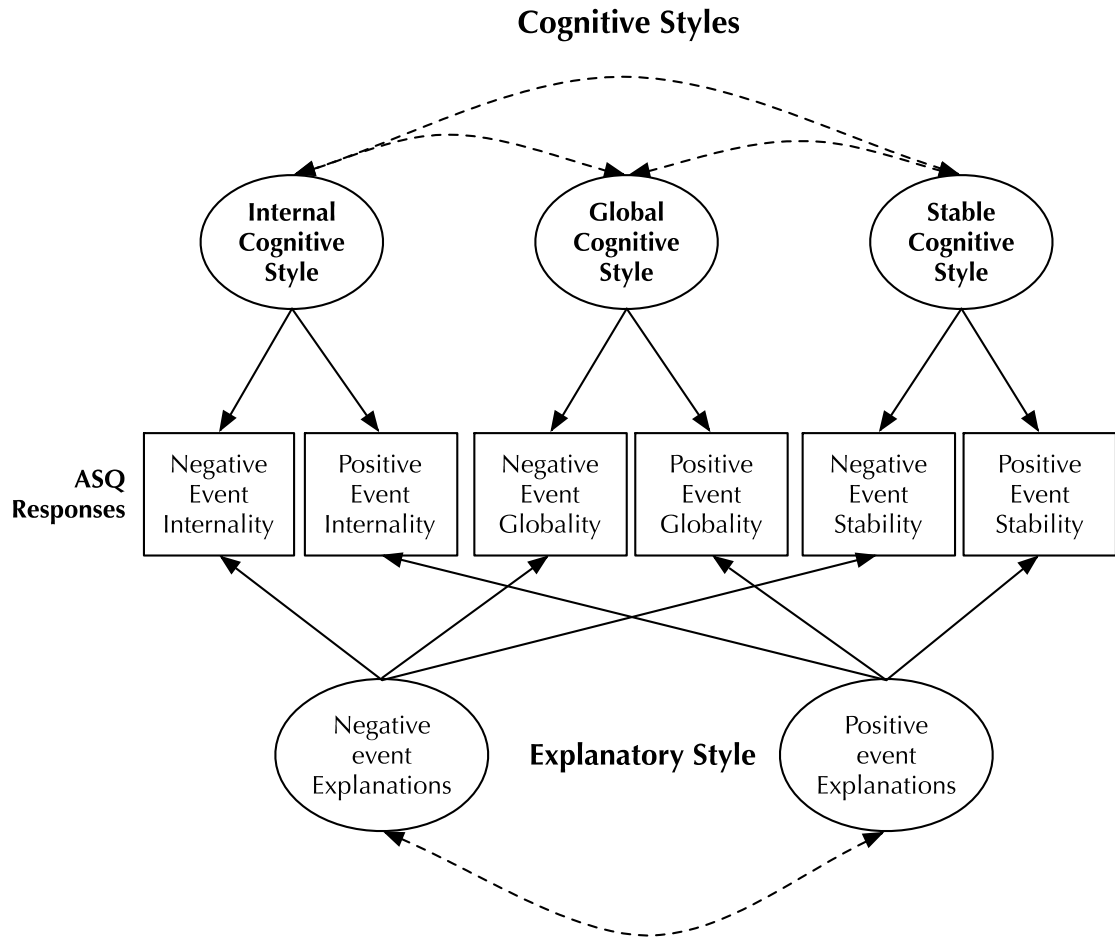 Cognitive Styles
Internal
Cognitive
Style
Global
Cognitive
Style
Stable
Cognitive
Style
ASQ
Responses
Negative
Event
Internality
Positive
Event
Internality
Negative
Event
Globality
Positive
Event
Globality
Negative
Event
Stability
Positive
Event
Stability
Negative
event
Explanations
Explanatory Style
Positive
event
Explanations